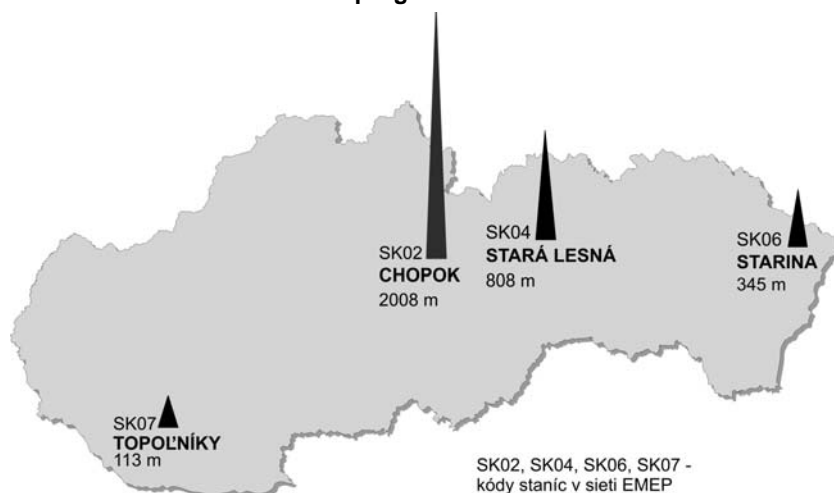 SK02
CHOPOK
2008 m
SK04
STARÁ LESNÁ
808 m
SK06
STARINA
345 m
SK07
TOPOĽNÍKY
113 m
SK02, SK04, SK06, SK07 -
kódy staníc v sieti EMEP